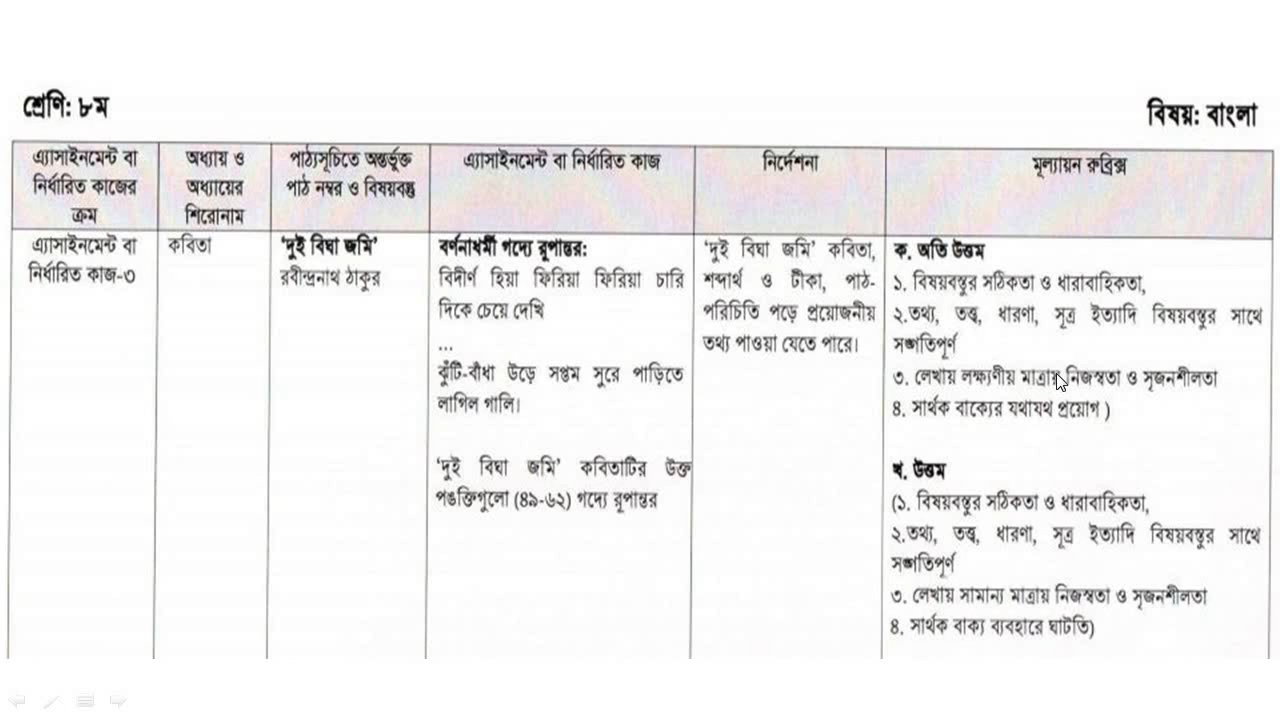 শ্রেণি: ৮ম
বিষয়: বাংলা
এ্যাসাইনমেন্ট বা
নির্ধারিত কাজের
ক্রম
অধ্যায় ও
অধ্যায়ের
শিরোনাম
পাঠ্যসূচিতে অন্তর্ভুক্ত
পাঠ নম্বর ও বিষয়বস্তু
এ্যাসাইনমেন্ট বা নির্ধারিত কাজ
নির্দেশনা
মূল্যায়ন রুব্রিক্স
এ্যাসাইনমেন্ট বা
নির্ধারিত কাজ-৩
কবিতা
‘দুই বিঘা জমি’
রবীন্দ্রনাথ ঠাকুর
বর্ণনাধর্মী গদ্যে রূপান্তর:
বিদীর্ণ হিয়া ফিরিয়া ফিরিয়া চারি
দিকে চেয়ে দেখি
...
ঝুঁটি-বাঁধা উড়ে সপ্তম সুরে পাড়িতে
লাগিল গালি।
‘দুই বিঘা জমি’ কবিতাটির উক্ত
পঙক্তিগুলো (৪৯-৬২) গদ্যে রূপান্তর
‘দুই বিঘা জমি’ কবিতা,
শব্দার্থ ও টীকা, পাঠ-
পরিচিতি পড়ে প্রয়োজনীয়
তথ্য পাওয়া যেতে পারে।
ক. অতি উত্তম
১. বিষয়বস্তুর সঠিকতা ও ধারাবাহিকতা,
২.তথ্য, তত্ত্ব, ধারণা, সূত্র ইত্যাদি বিষয়বস্তুর সাথে
সঙ্গতিপূর্ণ
৩. লেখায় লক্ষ্যণীয় মাত্রায় নিজস্বতা ও সৃজনশীলতা
৪. সার্থক বাক্যের যথাযথ প্রয়োগ )
খ. উত্তম
(১. বিষয়বস্তুর সঠিকতা ও ধারাবাহিকতা,
২.তথ্য, তত্ত্ব, ধারণা, সূত্র ইত্যাদি বিষয়বস্তুর সাথে
সঙ্গতিপূর্ণ
৩. লেখায় সামান্য মাত্রায় নিজস্বতা ও সৃজনশীলতা
৪. সার্থক বাক্য ব্যবহারে ঘাটতি)